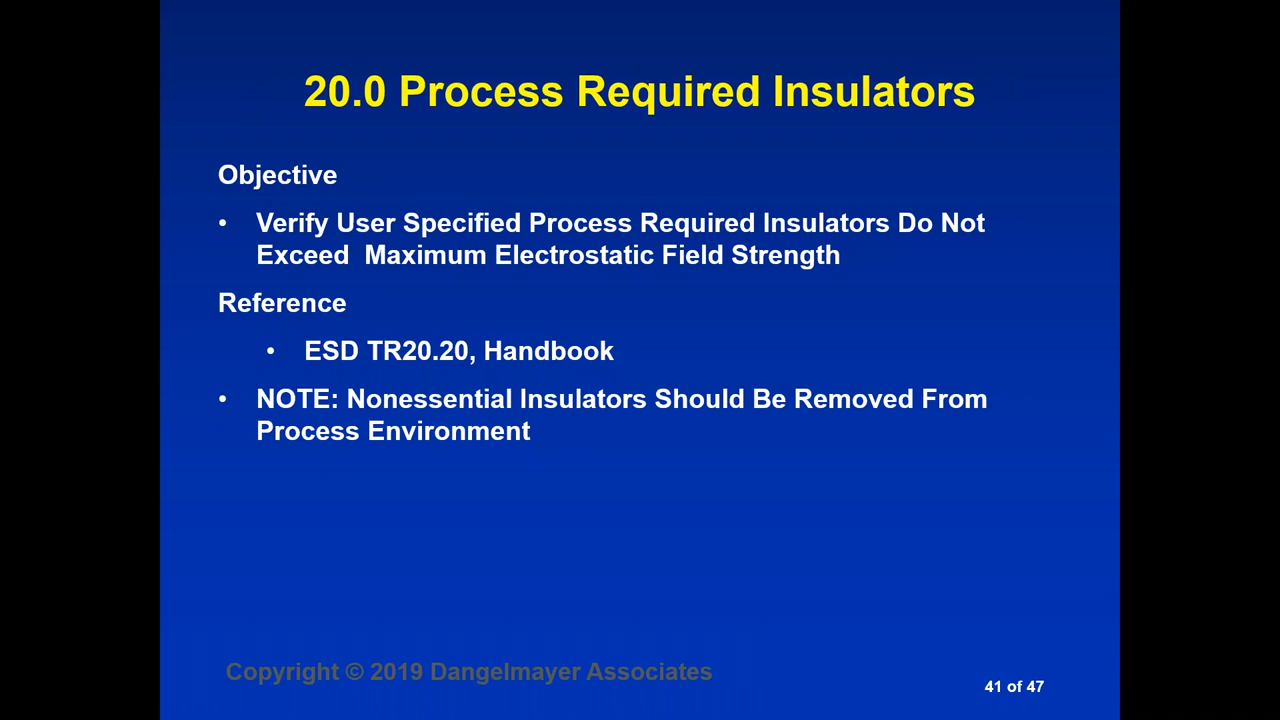 20.0 Process Required Insulators
Objective
• Verify User Specified Process Required Insulators Do Not
Exceed  Maximum Electrostatic Field Strength
Reference
• ESD TR20.20, Handbook
• NOTE: Nonessential Insulators Should Be Removed From
Process Environment
Copyright © 2019 Dangelmayer Associates
41 of 47